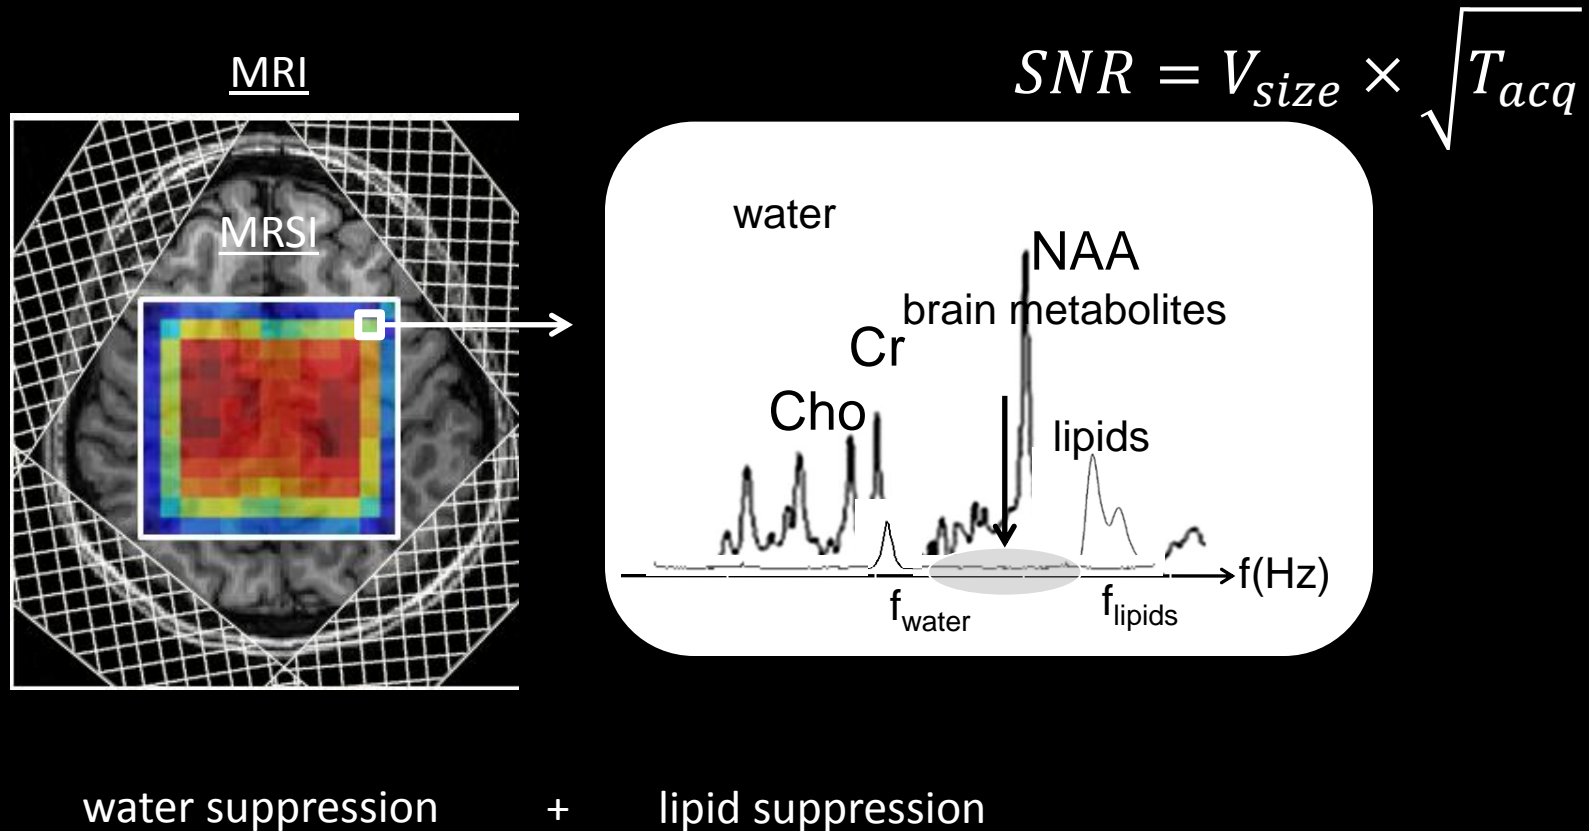 MRI
SNR = V_size × √T_acq
MRSI
water
NAA
brain metabolites
Cr
Cho
lipids
f(Hz)
f_water
f_lipids
water suppression + lipid suppression